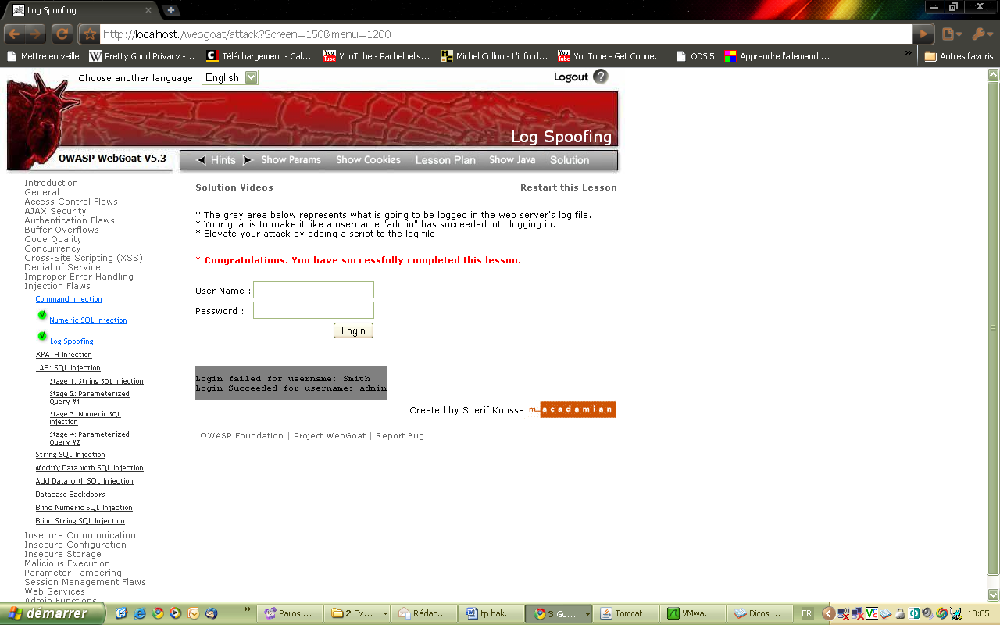 Log Spoofing
http://localhost./webgoat/attack?Screen=150&menu=1200
Mettre en veille
Pretty Good Privacy -...
Téléchargement - Cal...
YouTube - Pachelbel's...
Michel Collon - L'info d...
YouTube - Get Conne...
ODS 5
Apprendre l'allemand ...
»
Autres favoris
Choose another language: English
Logout ?
Log Spoofing
OWASP WebGoat V5.3
Hints
Show Params
Show Cookies
Lesson Plan
Show Java
Solution
Introduction
General
Access Control Flaws
AJAX Security
Authentication Flaws
Buffer Overflows
Code Quality
Concurrency
Cross-Site Scripting (XSS)
Denial of Service
Improper Error Handling
Injection Flaws
Command Injection
Numeric SQL Injection
Log Spoofing
XPATH Injection
LAB: SQL Injection
Stage 1: String SQL Injection
Stage 2: Parameterized
Query #1
Stage 3: Numeric SQL
Injection
Stage 4: Parameterized
Query #2
String SQL Injection
Modify Data with SQL Injection
Add Data with SQL Injection
Database Backdoors
Blind Numeric SQL Injection
Blind String SQL Injection
Insecure Communication
Insecure Configuration
Insecure Storage
Malicious Execution
Parameter Tampering
Session Management Flaws
Web Services
Admin Functions
Solution Videos
Restart this Lesson
* The grey area below represents what is going to be logged in the web server's log file.
* Your goal is to make it like a username "admin" has succeeded into logging in.
* Elevate your attack by adding a script to the log file.
* Congratulations. You have successfully completed this lesson.
User Name :
Password :
Login
Login failed for username: Smith
Login Succeeded for username: admin
Created by Sherif Koussa
m_acadamian
OWASP Foundation | Project WebGoat | Report Bug
démarrer
»
Paros ...
2 Ex...
Rédac...
tp bak...
3 Go...
Tomcat
VMwa...
Dicos ...
FR
13:05